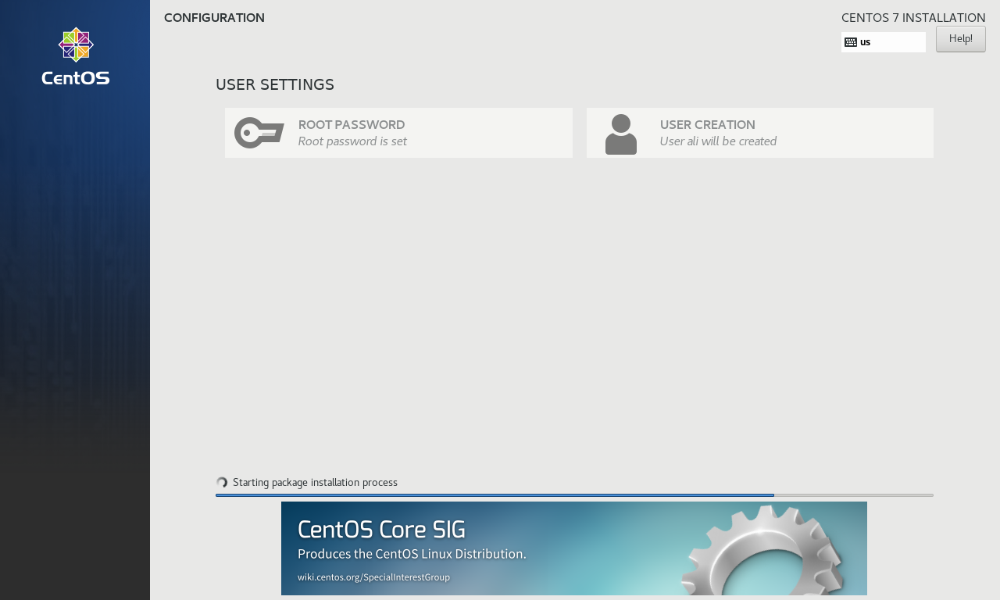 CentOS
CONFIGURATION
CENTOS 7 INSTALLATION
us
Help!
USER SETTINGS
ROOT PASSWORD
Root password is set
USER CREATION
User ali will be created
Starting package installation process
CentOS Core SIG
Produces the CentOS Linux Distribution.
wiki.centos.org/SpecialInterestGroup